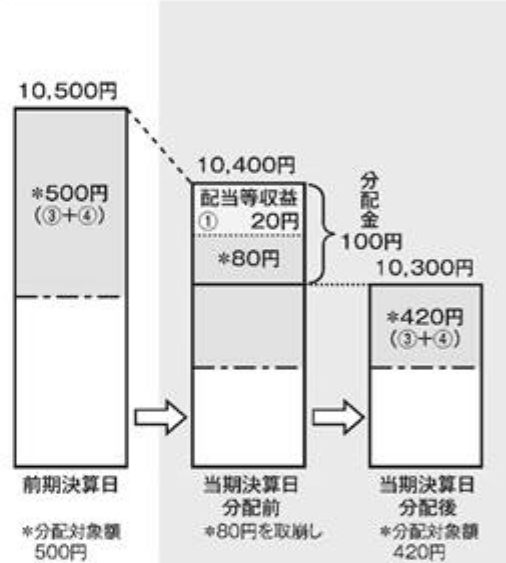 10,500円
*500円
(③+④)
前期決算日
*分配対象額
500円
10,400円
配当等収益
① 20円
*80円
分配金
100円
当期決算日
分配前
*80円を取崩し
10,300円
*420円
(③+④)
当期決算日
分配後
*分配対象額
420円